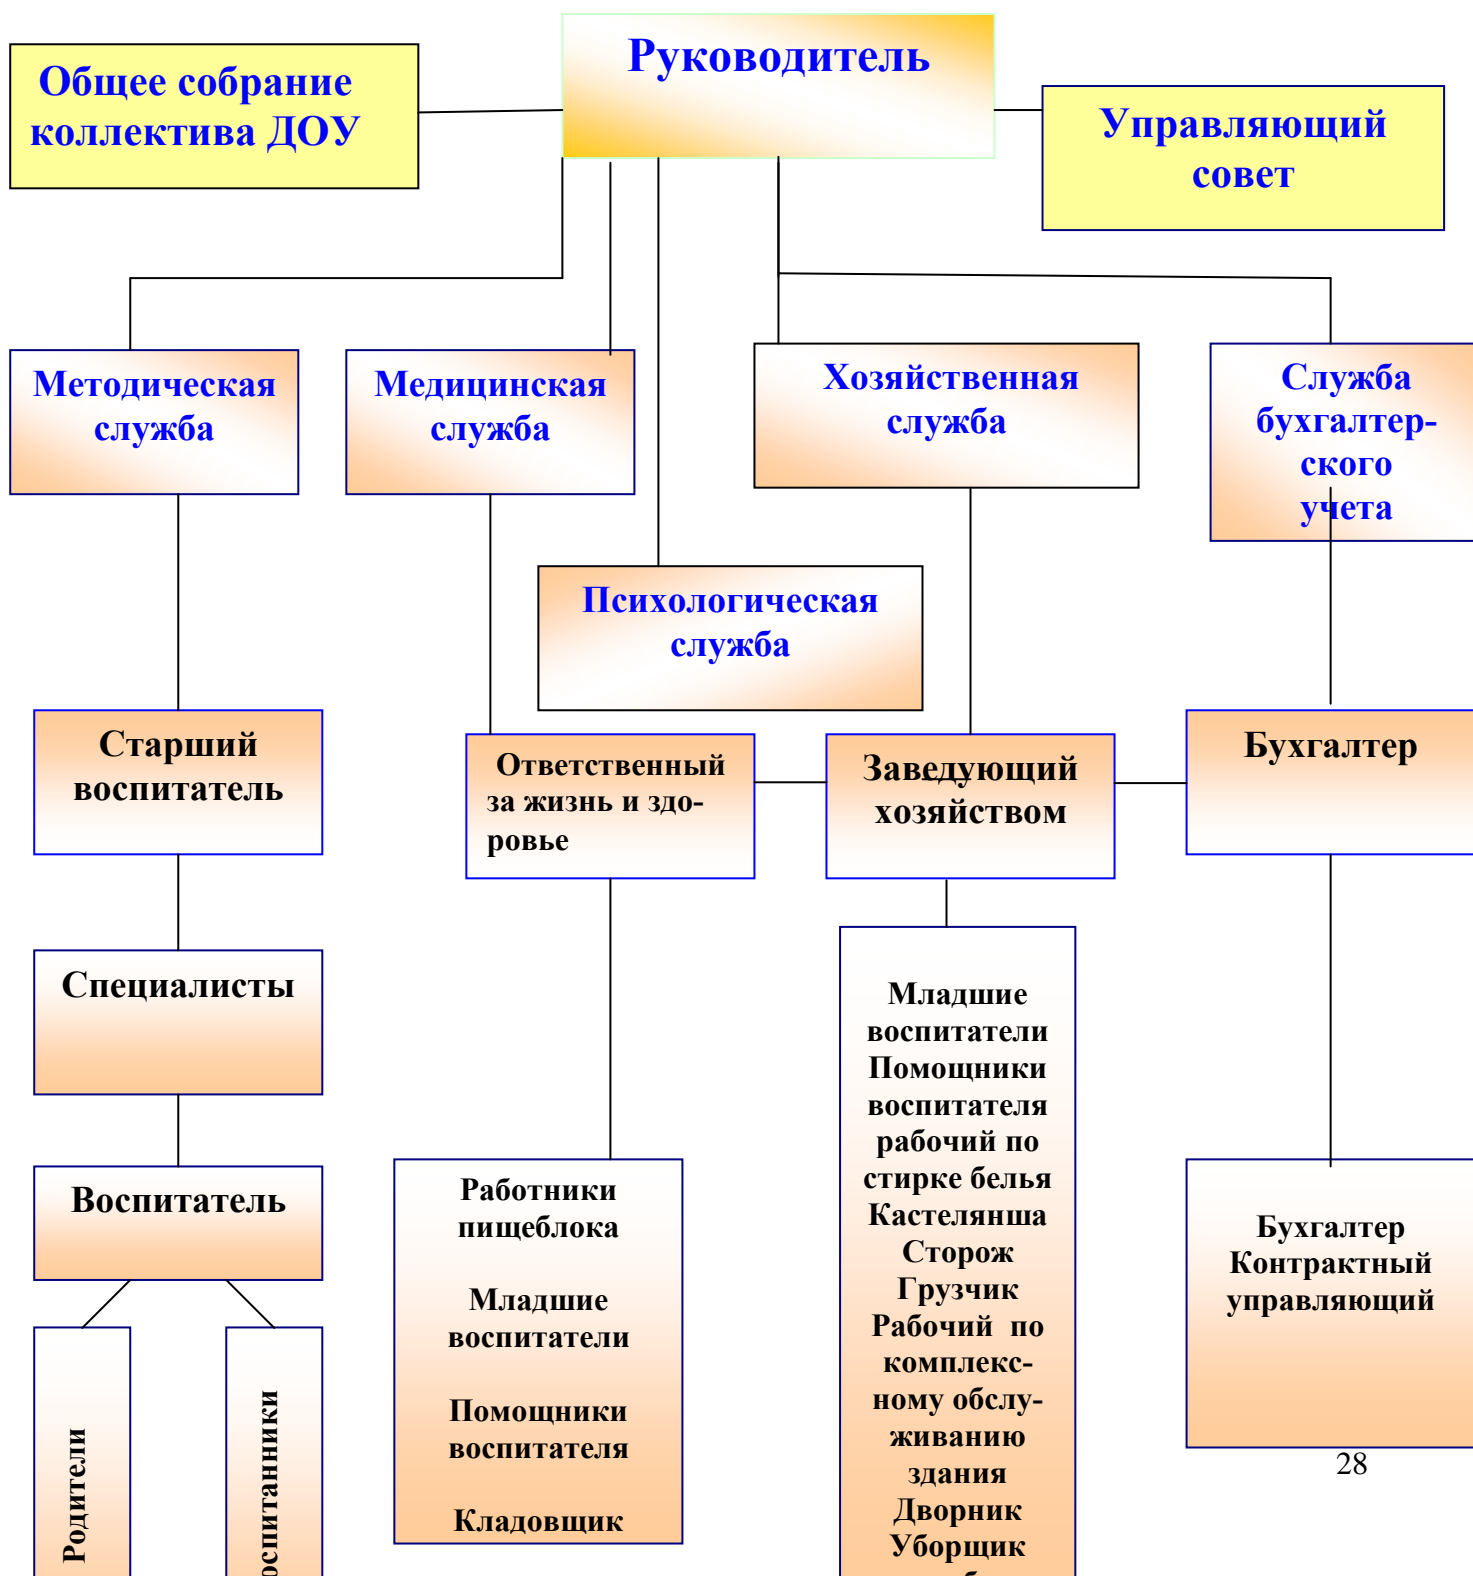 Руководитель
Общее собрание
коллектива ДОУ
Управляющий
совет
Методическая
служба
Медицинская
служба
Хозяйственная
служба
Служба
бухгалтер-
ского
учета
Психологическая
служба
Старший
воспитатель
Ответственный
за жизнь и здо-
ровье
Заведующий
хозяйством
Бухгалтер
Специалисты
Воспитатель
Родители
Работники
пищеблока
Младшие
воспитатели
Помощники
воспитателя
Кладовщик
Младшие
воспитатели
Помощники
воспитателя
рабочий по
стирке белья
Кастелянша
Сторож
Грузчик
Рабочий по
комплекс-
ному обслу-
живанию
здания
Дворник
Уборщик
Бухгалтер
Контрактный
управляющий
28